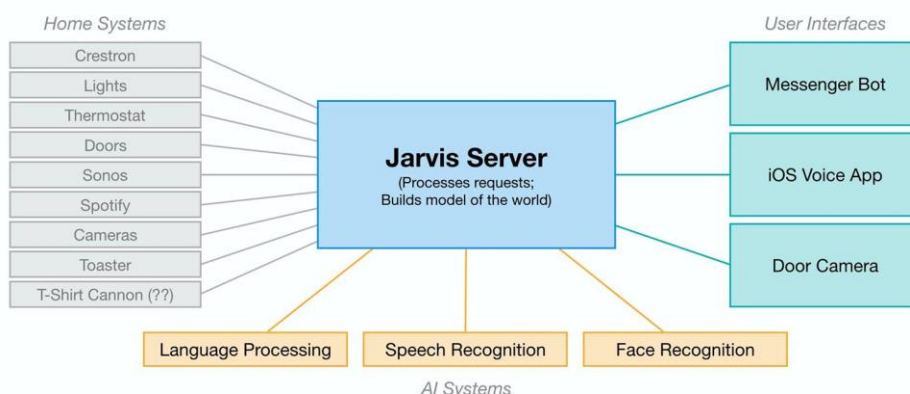 Home Systems
Crestron
Lights
Thermostat
Doors
Sonos
Spotify
Cameras
Toaster
T-Shirt Cannon (??)
Jarvis Server
(Processes requests;
Builds model of the world)
User Interfaces
Messenger Bot
iOS Voice App
Door Camera
Language Processing
Speech Recognition
Face Recognition
AI Systems